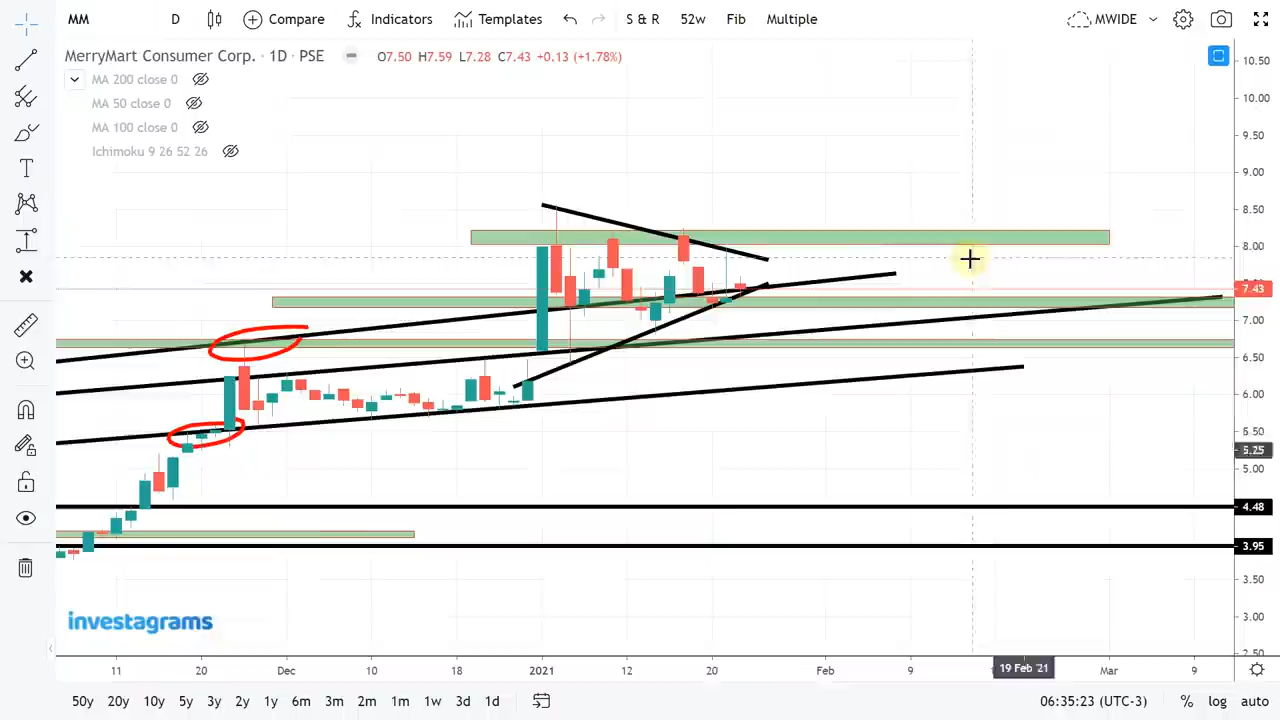 MM D Compare Indicators Templates S & R 52w Fib Multiple MWIDE
MerryMart Consumer Corp. · 1D · PSE O7.50 H7.59 L7.28 C7.43 +0.13 (+1.78%)
MA 200 close 0
MA 50 close 0
MA 100 close 0
Ichimoku 9 26 52 26
10.50
10.00
9.50
9.00
8.50
8.00
7.43
7.00
6.50
6.00
5.50
5.25
5.00
4.48
3.95
3.50
3.00
2.50
investagrams
11 20 Dec 10 18 2021 12 20 Feb 9 19 Feb '21 Mar 9
50y 20y 10y 5y 3y 2y 1y 6m 3m 2m 1m 1w 3d 1d 06:35:23 (UTC-3) % log auto